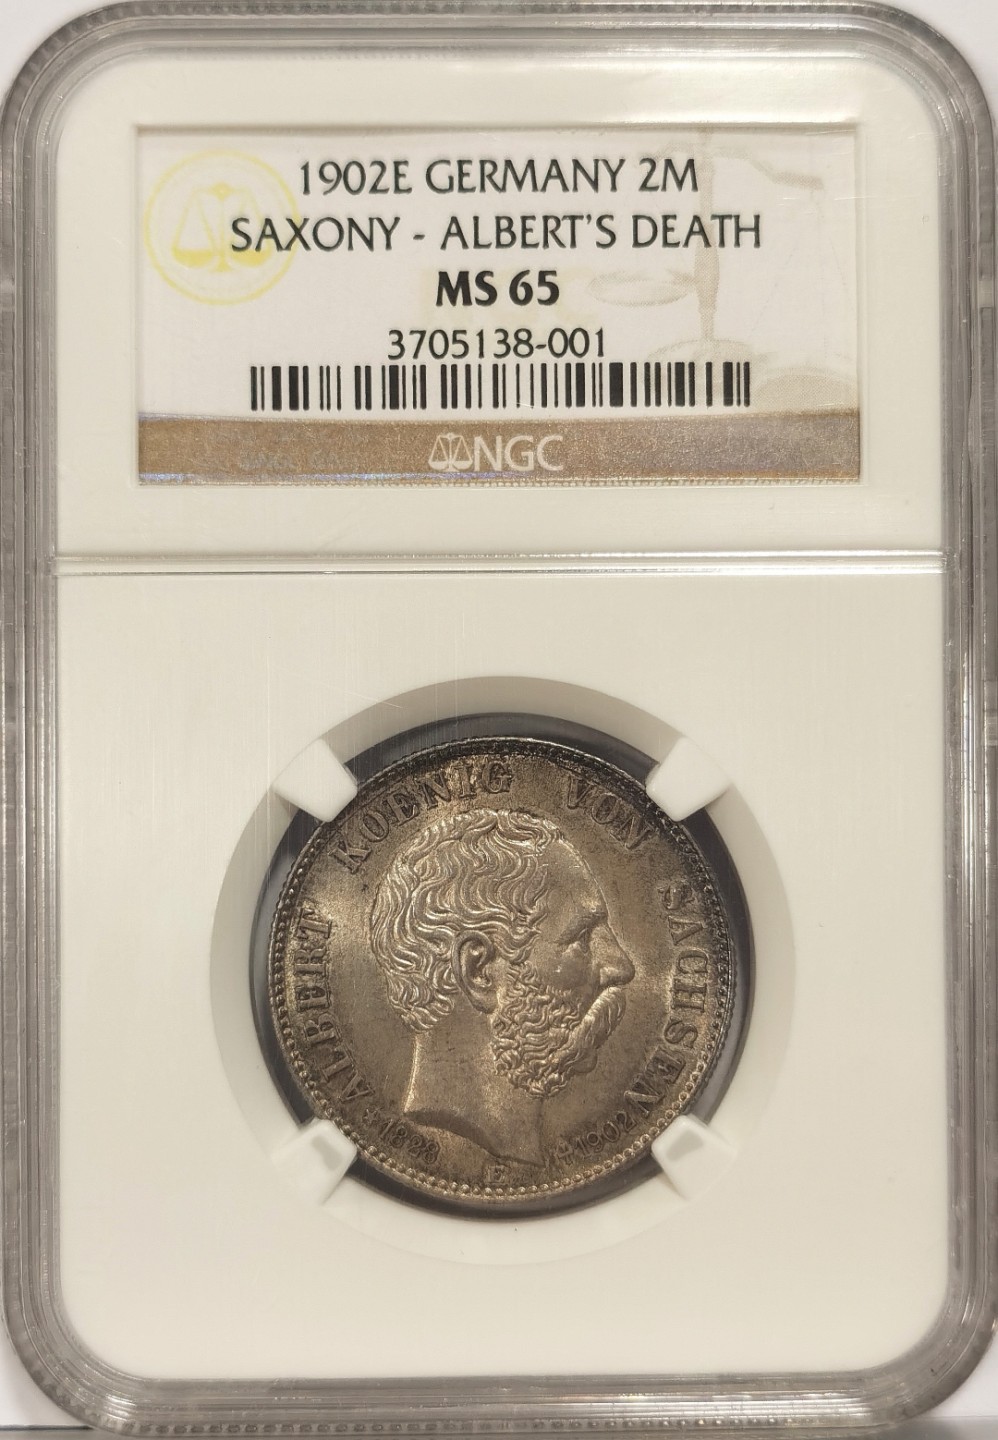 1902E GERMANY 2M
SAXONY - ALBERT'S DEATH
MS 65
3705138-001
NGC
ALBERT KOENIG VON SACHSEN
*1828 E ✝1902